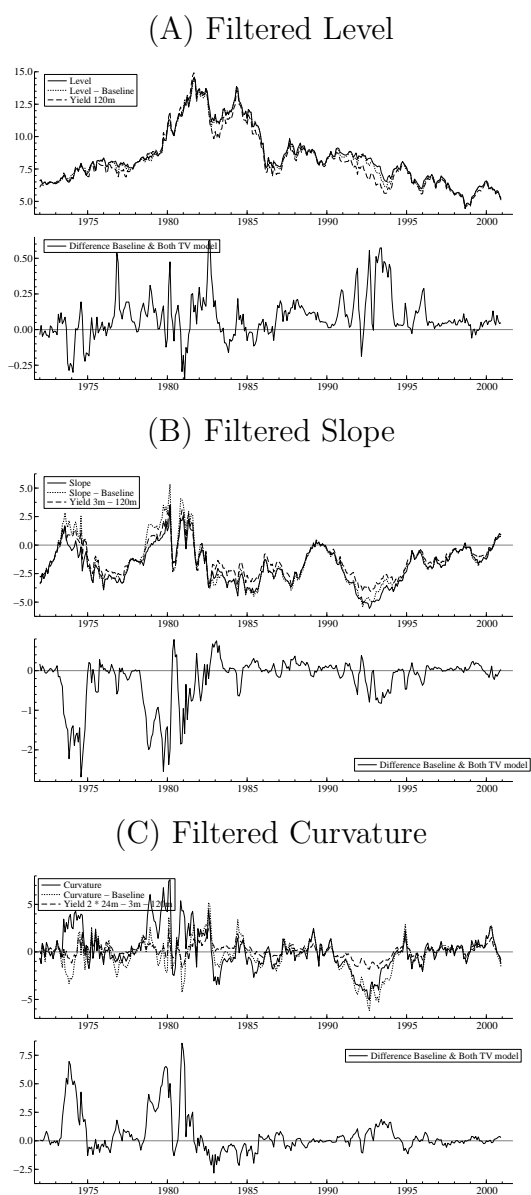 (A) Filtered Level
15.0
Level
Level – Baseline
Yield 120m
12.5
10.0
7.5
5.0
1975 1980 1985 1990 1995 2000
Difference Baseline & Both TV model
0.50
0.25
0.00
−0.25
1975 1980 1985 1990 1995 2000
(B) Filtered Slope
5.0
Slope
Slope – Baseline
Yield 3m – 120m
2.5
0.0
−2.5
−5.0
1975 1980 1985 1990 1995 2000
0
−1
−2
Difference Baseline & Both TV model
1975 1980 1985 1990 1995 2000
(C) Filtered Curvature
Curvature
Curvature – Baseline
Yield 2 * 24m – 3m – 120m
5
0
−5
1975 1980 1985 1990 1995 2000
Difference Baseline & Both TV model
7.5
5.0
2.5
0.0
−2.5
1975 1980 1985 1990 1995 2000